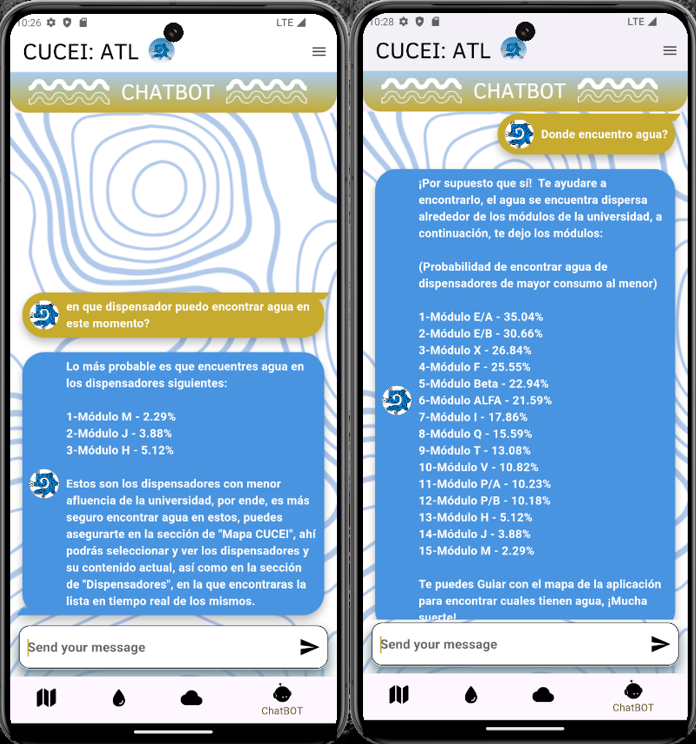 10:26
LTE
CUCEI: ATL
CHATBOT
en que dispensador puedo encontrar agua en
este momento?
Lo más probable es que encuentres agua en
los dispensadores siguientes:
1-Módulo M - 2.29%
2-Módulo J - 3.88%
3-Módulo H - 5.12%
Estos son los dispensadores con menor
afluencia de la universidad, por ende, es más
seguro encontrar agua en estos, puedes
asegurarte en la sección de "Mapa CUCEI", ahí
podrás seleccionar y ver los dispensadores y
su contenido actual, así como en la sección
de "Dispensadores", en la que encontraras la
lista en tiempo real de los mismos.
Send your message
ChatBOT
10:28
LTE
CUCEI: ATL
CHATBOT
Donde encuentro agua?
¡Por supuesto que sí! Te ayudare a
encontrarlo, el agua se encuentra dispersa
alrededor de los módulos de la universidad, a
continuación, te dejo los módulos:
(Probabilidad de encontrar agua de
dispensadores de mayor consumo al menor)
1-Módulo E/A - 35.04%
2-Módulo E/B - 30.66%
3-Módulo X - 26.84%
4-Módulo F - 25.55%
5-Módulo Beta - 22.94%
6-Módulo ALFA - 21.59%
7-Módulo I - 17.86%
8-Módulo Q - 15.59%
9-Módulo T - 13.08%
10-Módulo V - 10.82%
11-Módulo P/A - 10.23%
12-Módulo P/B - 10.18%
13-Módulo H - 5.12%
14-Módulo J - 3.88%
15-Módulo M - 2.29%
Te puedes Guiar con el mapa de la aplicación
para encontrar cuales tienen agua, ¡Mucha
suerte!
Send your message
ChatBOT